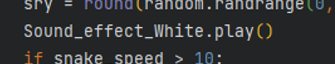 sry = round(random.randrange(0,
Sound_effect_White.play()
if snake_speed > 10: